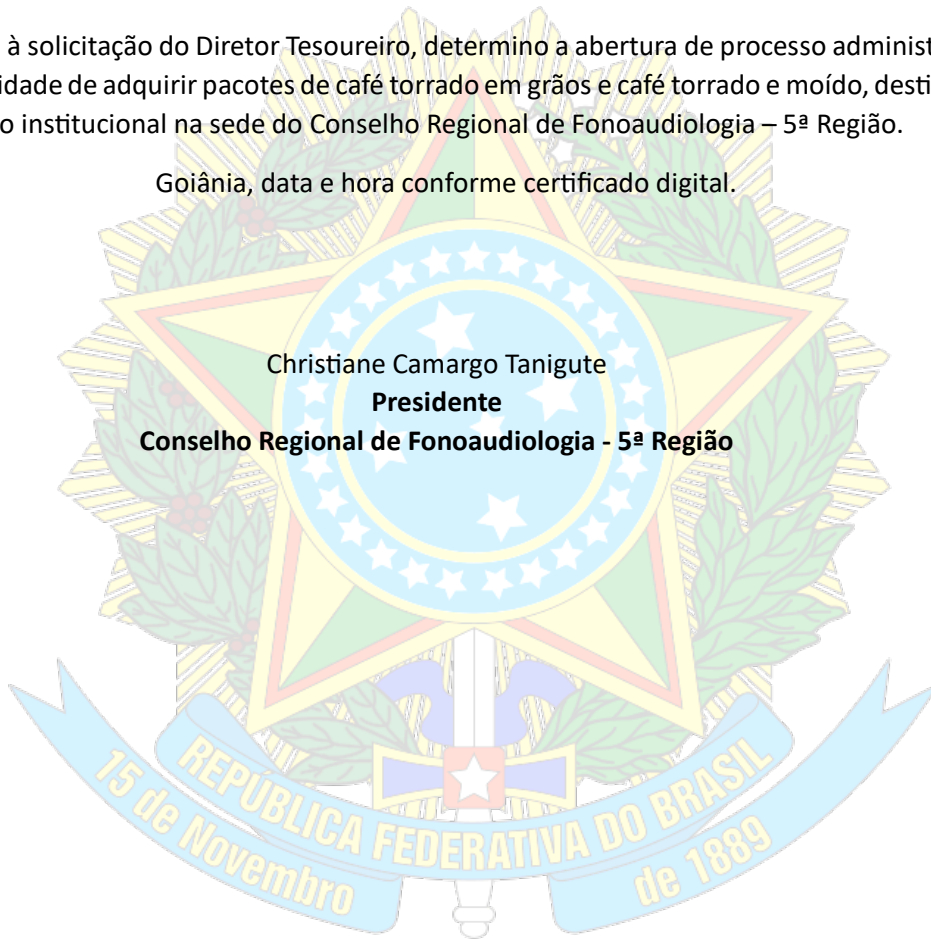 à solicitação do Diretor Tesoureiro, determino a abertura de processo administ
idade de adquirir pacotes de café torrado em grãos e café torrado e moído, desti
o institucional na sede do Conselho Regional de Fonoaudiologia – 5ª Região.
Goiânia, data e hora conforme certificado digital.
Christiane Camargo Tanigute
Presidente
Conselho Regional de Fonoaudiologia - 5ª Região
REPÚBLICA FEDERATIVA DO BRASIL
15 de Novembro de 1889